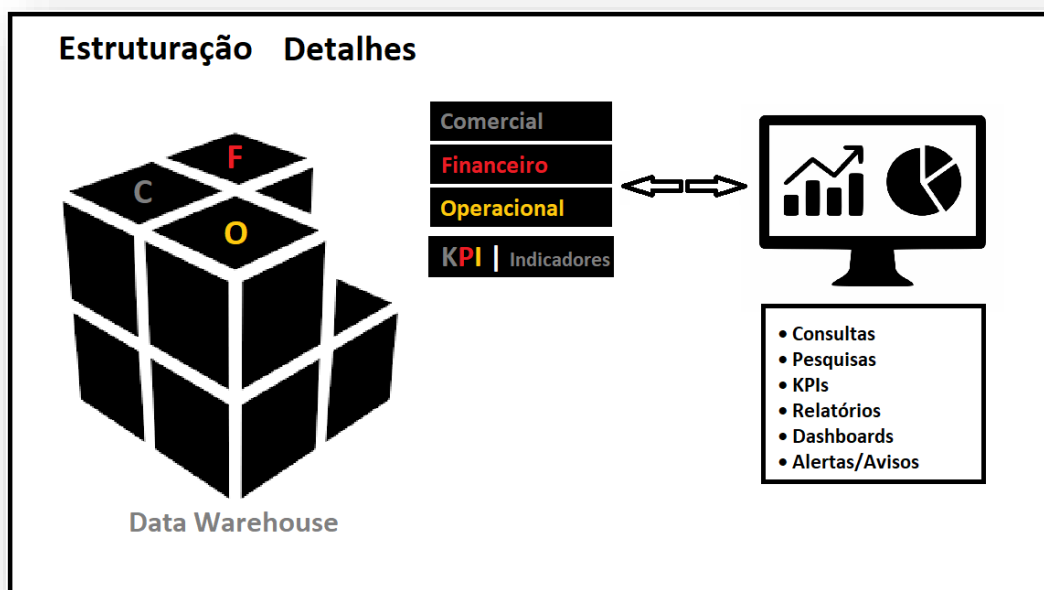 Estruturação Detalhes
F
C
O
Data Warehouse
Comercial
Financeiro
Operacional
KPI | Indicadores
• Consultas
• Pesquisas
• KPIs
• Relatórios
• Dashboards
• Alertas/Avisos